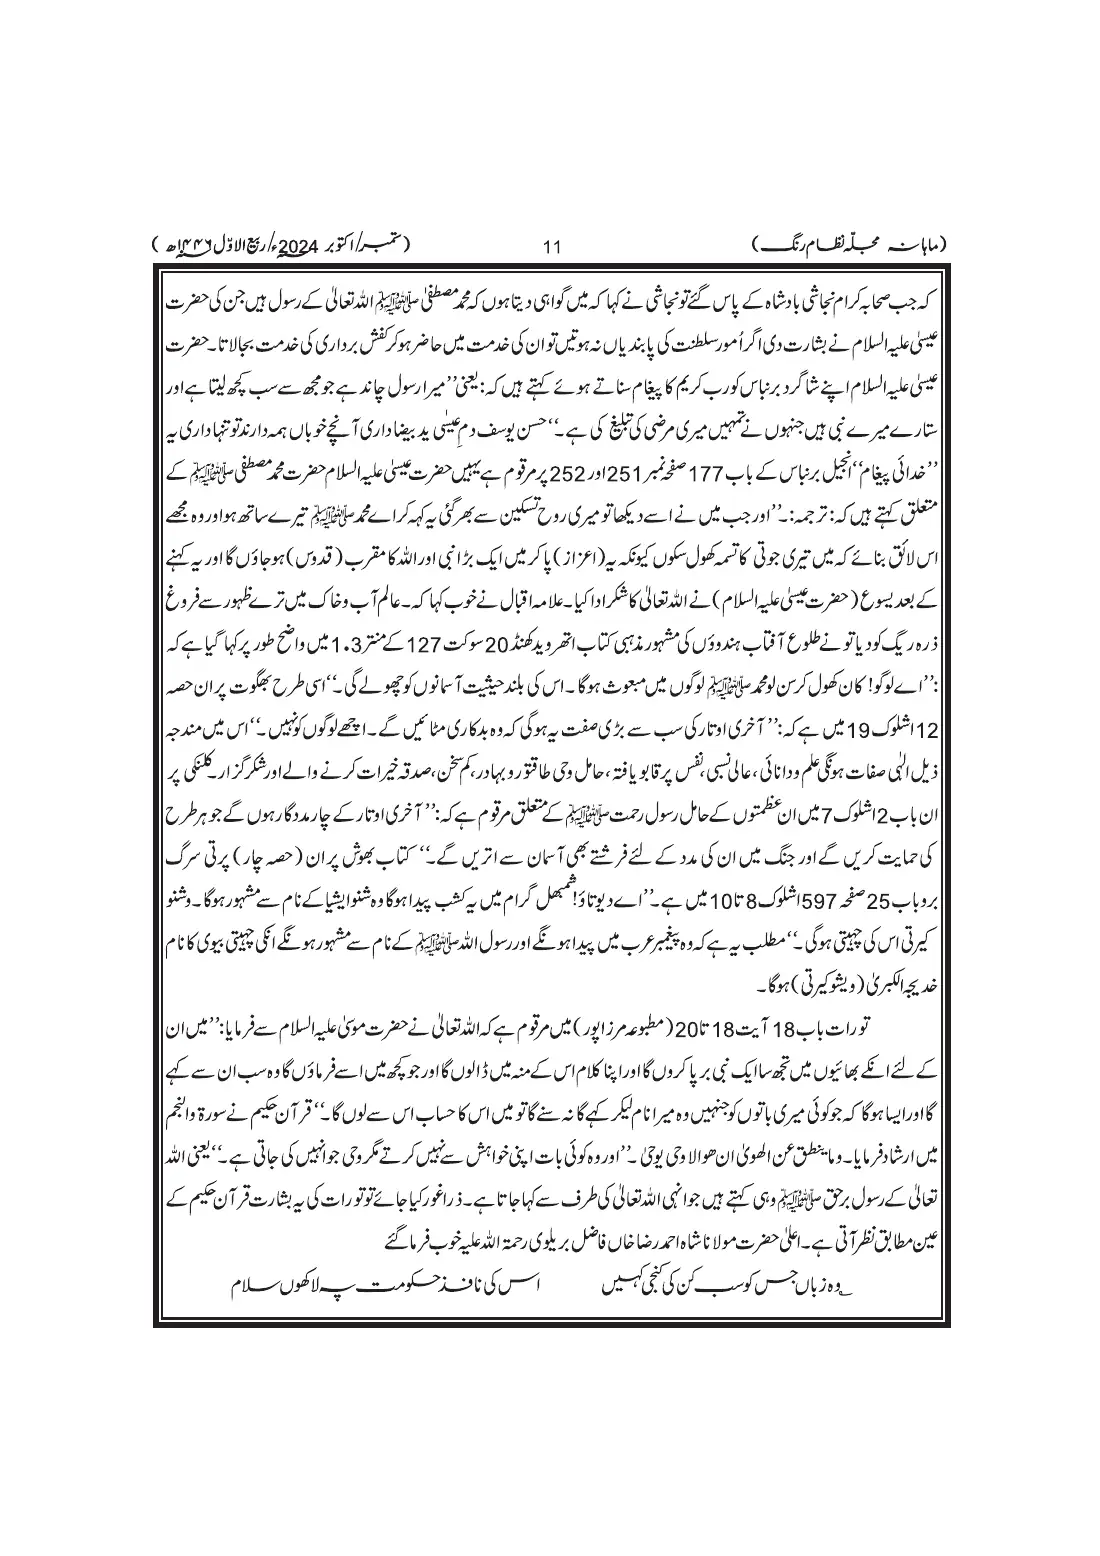 (ماہانہ مجلّہ نظام رنگ) 11 (ستمبر/اکتوبر 2024ء/ربیع الاوّل ۱۴۴۶ھ)
کہ جب صحابہ کرام نجاشی بادشاہ کے پاس گئے تو نجاشی نے کہا کہ میں گواہی دیتا ہوں کہ محمد مصطفیٰ ﷺ اللہ تعالیٰ کے رسول ہیں جن کی حضرت
عیسیٰ علیہ السلام نے بشارت دی اگر اُمور سلطنت کی پابندیاں نہ ہوتیں تو ان کی خدمت میں حاضر ہو کر کفش برداری کی خدمت بجالاتا۔ حضرت
عیسیٰ علیہ السلام اپنے شاگرد برنباس کو رب کریم کا پیغام سناتے ہوئے کہتے ہیں کہ: یعنی ’’میرا رسول چاند ہے جو مجھ سے سب کچھ لیتا ہے اور
ستارے میرے نبی ہیں جنہوں نے تمہیں میری مرضی کی تبلیغ کی ہے۔‘‘ حسن یوسف دمِ عیسٰی ید بیضا داری آنچے خوباں ہمہ دارند تو تنہا داری یہ
’’خدائی پیغام‘‘ انجیل برنباس کے باب 177 صفحہ نمبر 251 اور 252 پر مرقوم ہے یہیں حضرت عیسیٰ علیہ السلام حضرت محمد مصطفی ﷺ کے
متعلق کہتے ہیں کہ: ترجمہ:۔ ’’اور جب میں نے اسے دیکھا تو میری روح تسکین سے بھر گئی یہ کہہ کر اے محمد ﷺ تیرے ساتھ ہو اور وہ مجھے
اس لائق بنائے کہ میں تیری جوتی کا تسمہ کھول سکوں کیونکہ یہ (اعزاز) پا کر میں ایک بڑا نبی اور اللہ کا مقرب (قدوس) ہو جاؤں گا اور یہ کہنے
کے بعد یسوع (حضرت عیسیٰ علیہ السلام) نے اللہ تعالیٰ کا شکر ادا کیا۔ علامہ اقبال نے خوب کہا کہ۔ عالم آب و خاک میں ترے ظہور سے فروغ
ذرہ ریگ کو دیا تو نے طلوع آفتاب ہندوؤں کی مشہور مذہبی کتاب اتھر وید کھنڈ 20 سوکت 127 کے منتر 1.3 میں واضح طور پر کہا گیا ہے کہ
:’’اے لوگو! کان کھول کر سن لو محمد ﷺ لوگوں میں مبعوث ہوگا۔ اس کی بلند حیثیت آسمانوں کو چھولے گی۔‘‘ اسی طرح بھگوت پر ان حصہ
12 اشلوک 19 میں ہے کہ: ’’آخری اوتار کی سب سے بڑی صفت یہ ہوگی کہ وہ بدکاری مٹائیں گے۔ اچھے لوگوں کو نہیں۔‘‘ اس میں مندجہ
ذیل الہٰی صفات ہونگی علم و دانائی، عالی نسبی، نفس پر قابو یافتہ، حامل وحی طاقتور و بہادر، کم سخن، صدقہ خیرات کرنے والے اور شکر گزار۔ کلنکی پر
ان باب 2 اشلوک 7 میں ان عظمتوں کے حامل رسول رحمت ﷺ کے متعلق مرقوم ہے کہ: ’’آخری اوتار کے چار مددگار ہوں گے جو ہر طرح
کی حمایت کریں گے اور جنگ میں ان کی مدد کے لئے فرشتے بھی آسمان سے اتریں گے۔‘‘ کتاب بھوش پر ان (حصہ چار) پرتی سرگ
برو باب 25 صفحہ 597 اشلوک 8 تا 10 میں ہے۔ ’’اے دیوتاؤ! شمبھل گرام میں یہ کشب پیدا ہوگا وہ شنو ایشیا کے نام سے مشہور ہوگا۔ وشنو
کیرتی اس کی چہیتی ہوگی۔‘‘ مطلب یہ ہے کہ وہ پیغمبر عرب میں پیدا ہونگے اور رسول اللہ ﷺ کے نام سے مشہور ہونگے انکی چہیتی بیوی کا نام
خدیجہ الکبریٰ (ویشو کیرتی) ہوگا۔
تورات باب 18 آیت 18 تا 20 (مطبوعہ مرزا پور) میں مرقوم ہے کہ اللہ تعالیٰ نے حضرت موسیٰ علیہ السلام سے فرمایا: ’’میں ان
کے لئے انکے بھائیوں میں تجھ سا ایک نبی برپا کروں گا اور اپنا کلام اس کے منہ میں ڈالوں گا اور جو کچھ میں اسے فرماؤں گا وہ سب ان سے کہے
گا اور ایسا ہوگا کہ جو کوئی میری باتوں کو جنہیں وہ میرا نام لیکر کہے گا نہ سنے گا تو میں اس کا حساب اس سے لوں گا۔‘‘ قرآن حکیم نے سورۃ والنجم
میں ارشاد فرمایا۔ وما ینطق عن الھویٰ ان ھو الا وحی یوحیٰ۔ ’’اور وہ کوئی بات اپنی خواہش سے نہیں کرتے مگر وحی جو انہیں کی جاتی ہے۔‘‘ یعنی اللہ
تعالیٰ کے رسول برحق ﷺ وہی کہتے ہیں جو انہی اللہ تعالیٰ کی طرف سے کہا جاتا ہے۔ ذرا غور کیا جائے تو تورات کی یہ بشارت قرآن حکیم کے
عین مطابق نظر آتی ہے۔ اعلیٰ حضرت مولانا شاہ احمد رضا خاں فاضل بریلوی رحمۃ اللہ علیہ خوب فرما گئے
؎ وہ زباں جس کو سب کن کی کنجی کہیں اس کی نافذ حکومت پہ لاکھوں سلام